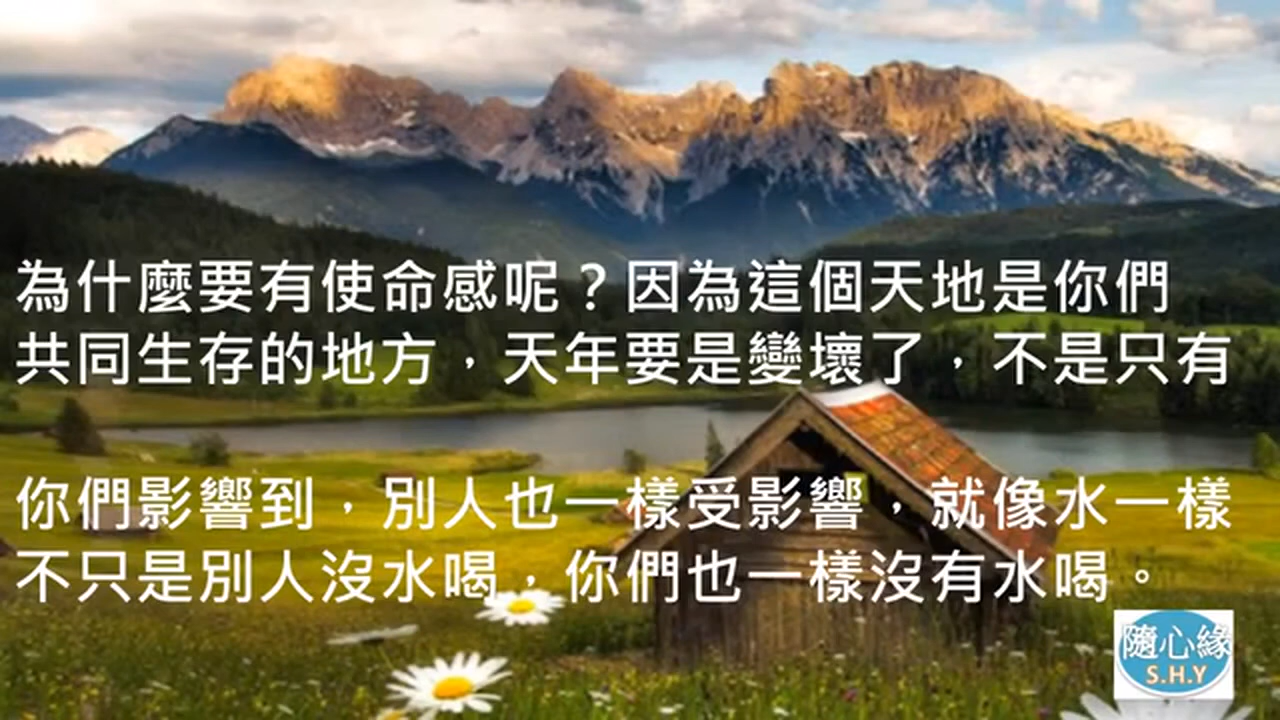 為什麼要有使命感呢？因為這個天地是你們
共同生存的地方，天年要是變壞了，不是只有
你們影響到，別人也一樣受影響，就像水一樣
不只是別人沒水喝，你們也一樣沒有水喝。
隨心緣
S.H.Y